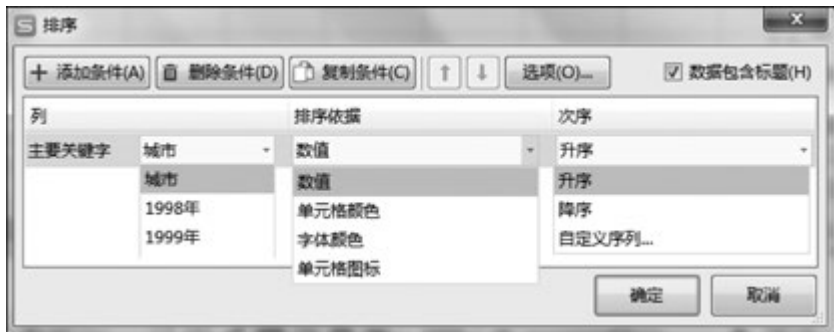 S 排序 x
添加条件(A) 删除条件(D) 复制条件(C) 选项(O)... 数据包含标题(H)
列 排序依据 次序
主要关键字 城市 数值 升序
城市 数值 升序
1998年 单元格颜色 降序
1999年 字体颜色 自定义序列...
单元格图标
确定 取消